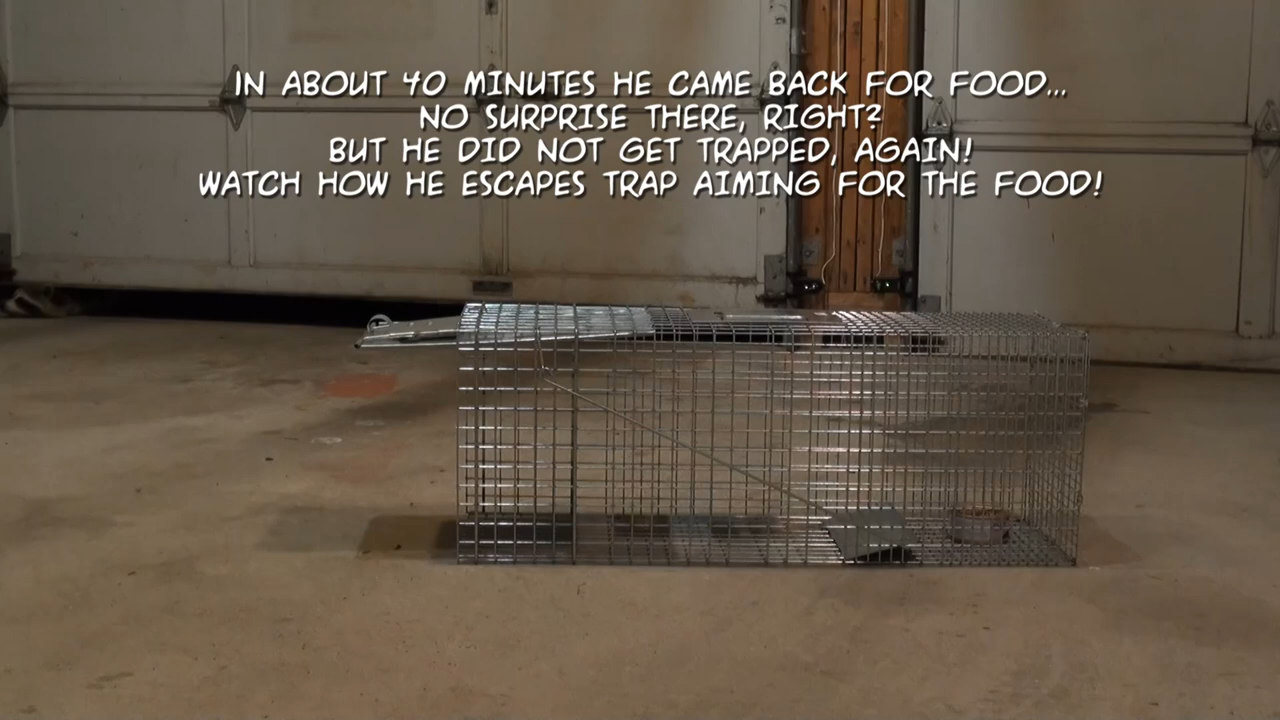 IN ABOUT 40 MINUTES HE CAME BACK FOR FOOD...
NO SURPRISE THERE, RIGHT?
BUT HE DID NOT GET TRAPPED, AGAIN!
WATCH HOW HE ESCAPES TRAP AIMING FOR THE FOOD!